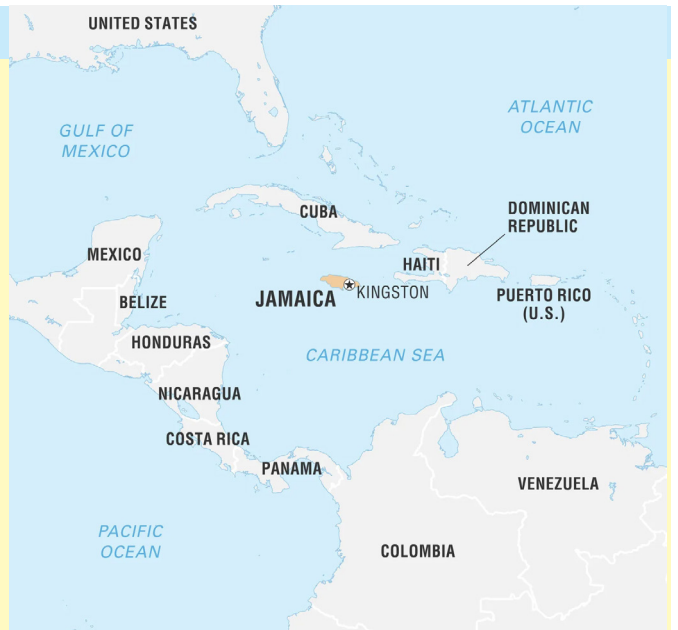 UNITED STATES
GULF OF
MEXICO
ATLANTIC
OCEAN
CUBA
DOMINICAN
REPUBLIC
MEXICO
HAITI
JAMAICA
KINGSTON
BELIZE
PUERTO RICO
(U.S.)
HONDURAS
CARIBBEAN SEA
NICARAGUA
COSTA RICA
PANAMA
VENEZUELA
PACIFIC
OCEAN
COLOMBIA